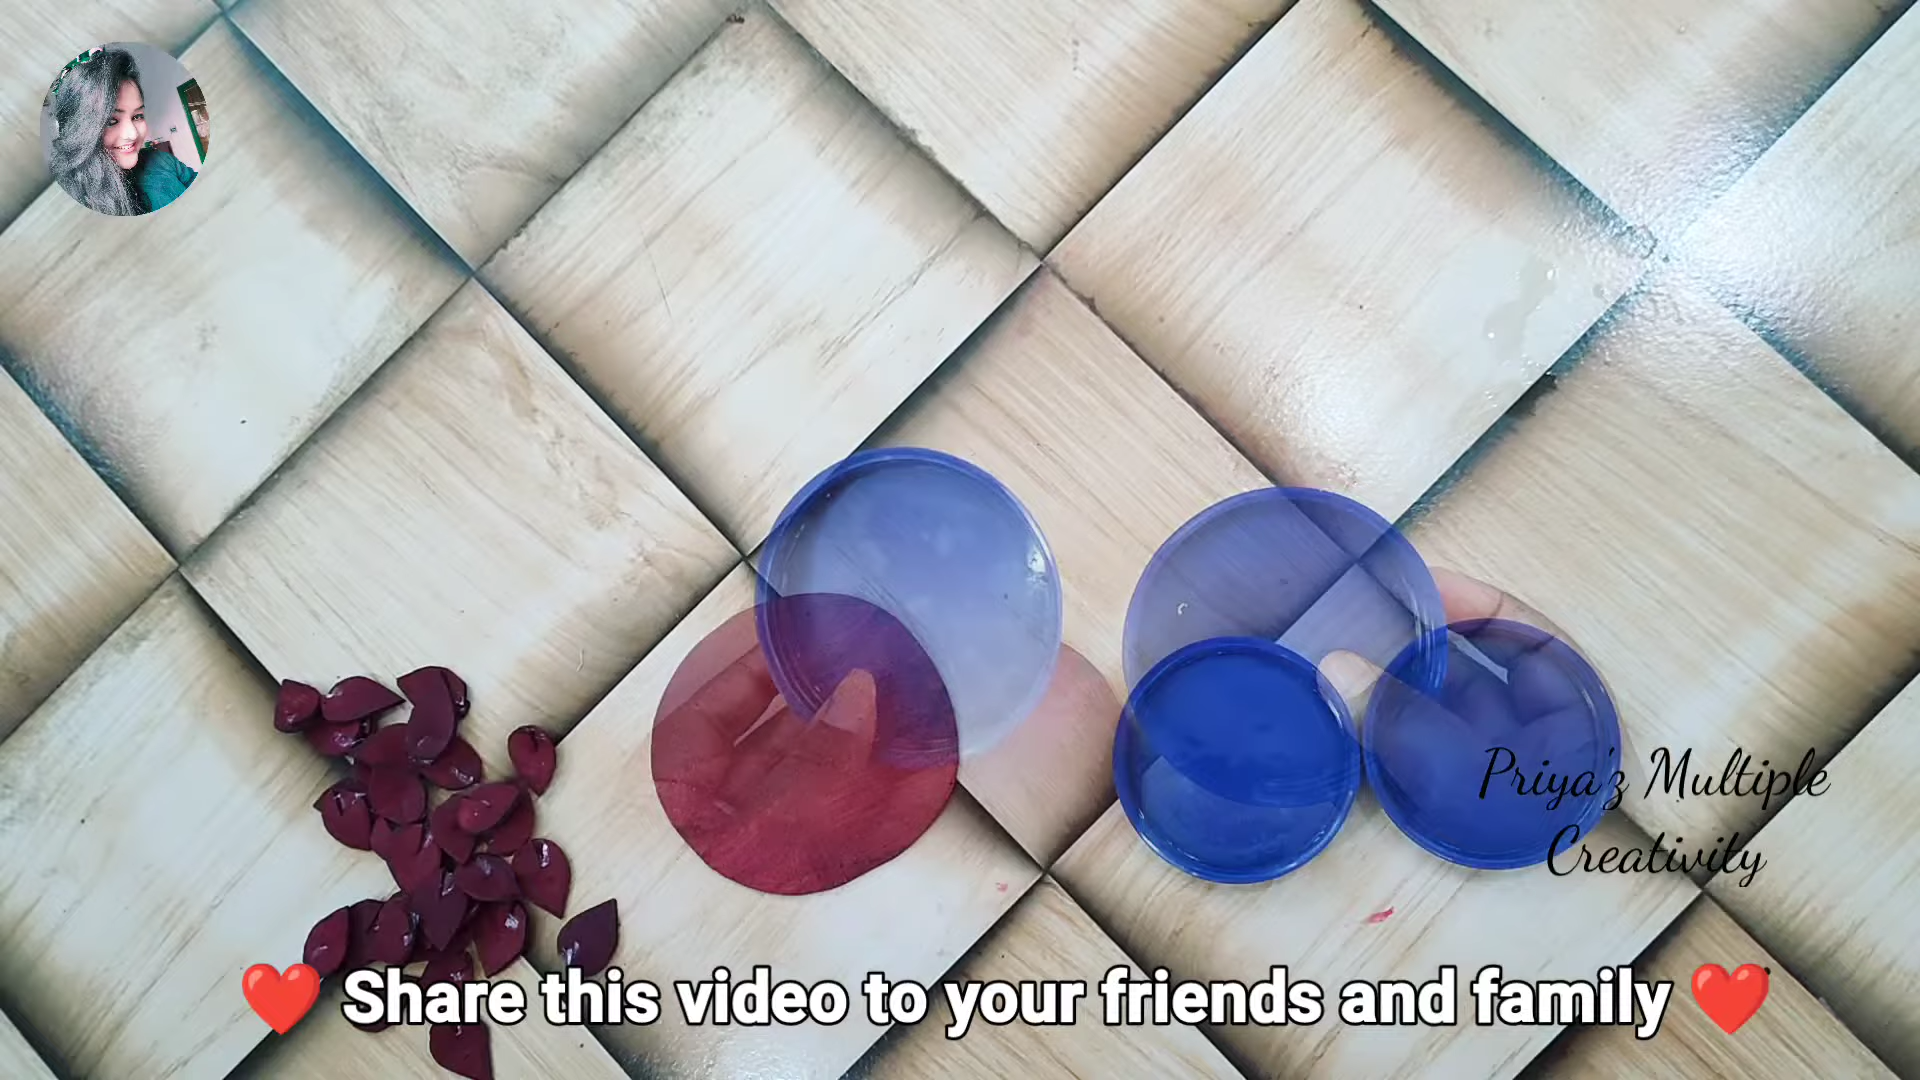 Priya'z Multiple
Creativity
❤️ Share this video to your friends and family ❤️